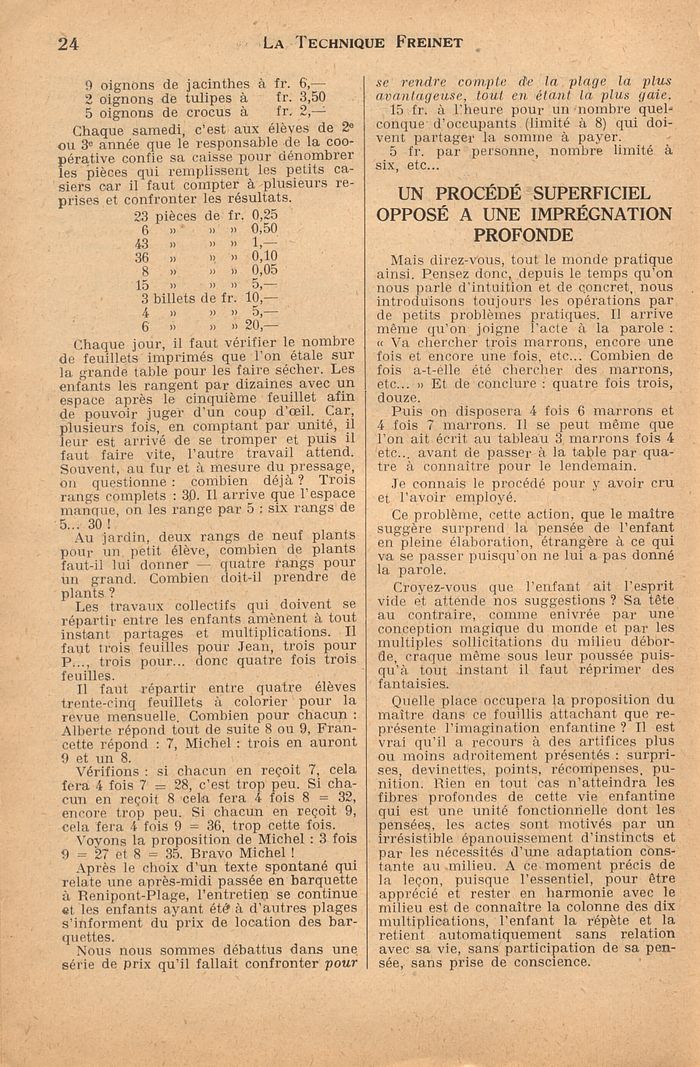 24
LA TECHNIQUE FREINET
9 oignons de jacinthes à fr. 6,—
2 oignons de tulipes à fr. 3,50
5 oignons de crocus à fr. 2,—
Chaque samedi, c'est aux élèves de 2e
ou 3e année que le responsable de la coo-
pérative confie sa caisse pour dénombrer
les pièces qui remplissent les petits ca-
siers car il faut compter à plusieurs re-
prises et confronter les résultats.
23 pièces de fr. 0,25
6 » » » 0,50
43 » » » 1,—
36 » » » 0,10
8 » » » 0,05
15 » » » 5,—
3 billets de fr. 10,—
4 » » » 5,—
6 » » » 20,—
Chaque jour, il faut vérifier le nombre
de feuillets imprimés que l'on étale sur
la grande table pour les faire sécher. Les
enfants les rangent par dizaines avec un
espace après le cinquième feuillet afin
de pouvoir juger d'un coup d'œil. Car,
plusieurs fois, en comptant par unité, il
leur est arrivé de se tromper et puis il
faut faire vite, l'autre travail attend.
Souvent, au fur et à mesure du pressage,
on questionne : combien déjà ? Trois
rangs complets : 30. Il arrive que l'espace
manque, on les range par 5 : six rangs de
5... 30 !
Au jardin, deux rangs de neuf plants
pour un petit élève, combien de plants
faut-il lui donner — quatre rangs pour
un grand. Combien doit-il prendre de
plants ?
Les travaux collectifs qui doivent se
répartir entre les enfants amènent à tout
instant partages et multiplications. Il
faut trois feuilles pour Jean, trois pour
P..., trois pour... donc quatre fois trois
feuilles.
Il faut répartir entre quatre élèves
trente-cinq feuillets à colorier pour la
revue mensuelle. Combien pour chacun :
Alberte répond tout de suite 8 ou 9, Fran-
cette répond : 7, Michel : trois en auront
9 et un 8.
Vérifions : si chacun en reçoit 7, cela
fera 4 fois 7 = 28, c'est trop peu. Si cha-
cun en reçoit 8 cela fera 4 fois 8 = 32,
encore trop peu. Si chacun en reçoit 9,
cela fera 4 fois 9 = 36, trop cette fois.
Voyons la proposition de Michel : 3 fois
9 = 27 et 8 = 35. Bravo Michel !
Après le choix d'un texte spontané qui
relate une après-midi passée en barquette
à Renipont-Plage, l'entretien se continue
et les enfants ayant été à d'autres plages
s'informent du prix de location des bar-
quettes.
Nous nous sommes débattus dans une
série de prix qu'il fallait confronter pour
se rendre compte de la plage la plus
avantageuse, tout en étant la plus gaie.
15 fr. à l'heure pour un nombre quel-
conque d'occupants (limité à 8) qui doi-
vent partager la somme à payer.
5 fr. par personne, nombre limité à
six, etc...
UN PROCÉDÉ SUPERFICIEL
OPPOSÉ A UNE IMPRÉGNATION
PROFONDE
Mais direz-vous, tout le monde pratique
ainsi. Pensez donc, depuis le temps qu'on
nous parle d'intuition et de concret, nous
introduisons toujours les opérations par
de petits problèmes pratiques. Il arrive
même qu'on joigne l'acte à la parole :
« Va chercher trois marrons, encore une
fois et encore une fois, etc... Combien de
fois a-t-elle été chercher des marrons,
etc... » Et de conclure : quatre fois trois,
douze.
Puis on disposera 4 fois 6 marrons et
4 fois 7 marrons. Il se peut même que
l'on ait écrit au tableau 3 marrons fois 4
etc... avant de passer à la table par qua-
tre à connaître pour le lendemain.
Je connais le procédé pour y avoir cru
et l'avoir employé.
Ce problème, cette action, que le maître
suggère surprend la pensée de l'enfant
en pleine élaboration, étrangère à ce qui
va se passer puisqu'on ne lui a pas donné
la parole.
Croyez-vous que l'enfant ait l'esprit
vide et attende nos suggestions ? Sa tête
au contraire, comme enivrée par une
conception magique du monde et par les
multiples sollicitations du milieu débor-
de, craque même sous leur poussée puis-
qu'à tout instant il faut réprimer des
fantaisies.
Quelle place occupera la proposition du
maître dans ce fouillis attachant que re-
présente l'imagination enfantine ? Il est
vrai qu'il a recours à des artifices plus
ou moins adroitement présentés : surpri-
ses, devinettes, points, récompenses, pu-
nition. Rien en tout cas n'atteindra les
fibres profondes de cette vie enfantine
qui est une unité fonctionnelle dont les
pensées, les actes sont motivés par un
irrésistible épanouissement d'instincts et
par les nécessités d'une adaptation cons-
tante au milieu. A ce moment précis de
la leçon, puisque l'essentiel, pour être
apprécié et rester en harmonie avec le
milieu est de connaître la colonne des dix
multiplications, l'enfant la répète et la
retient automatiquement sans relation
avec sa vie, sans participation de sa pen-
sée, sans prise de conscience.